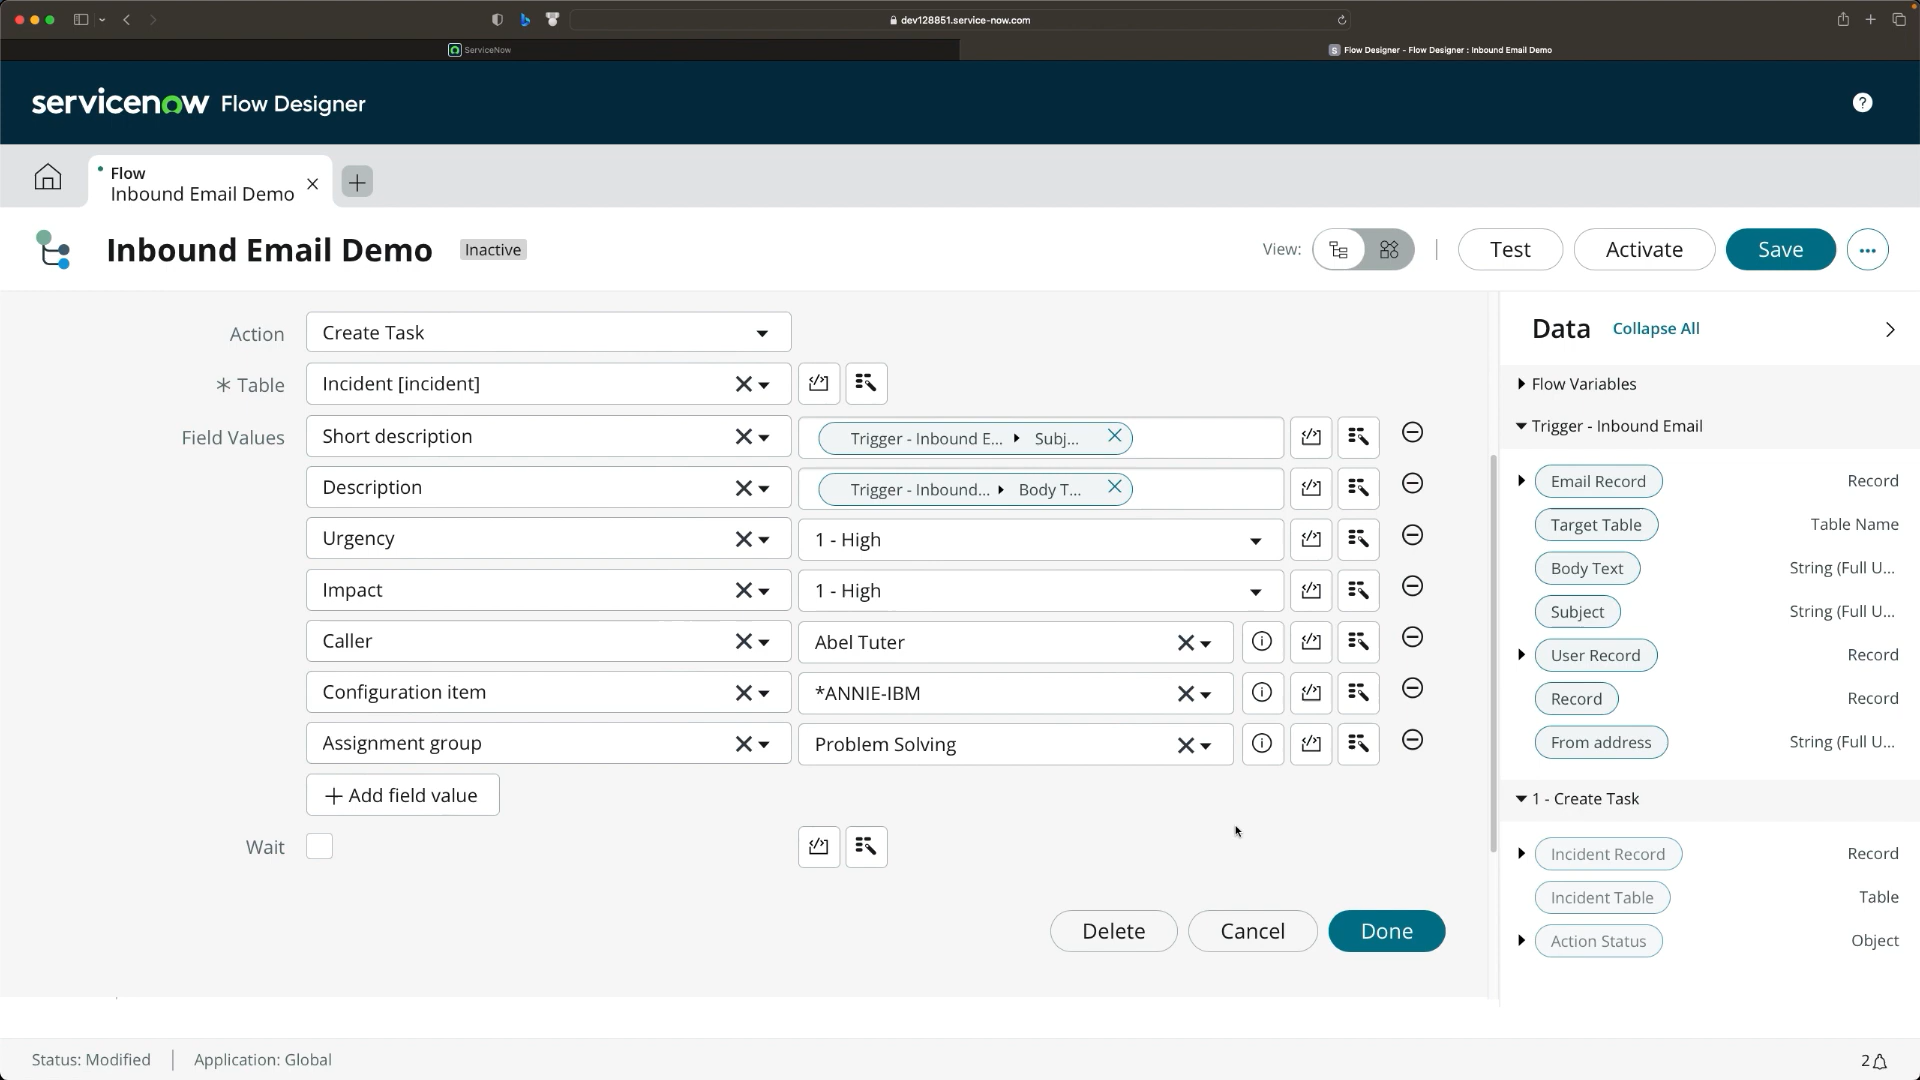 dev128851.service-now.com
ServiceNow
S Flow Designer - Flow Designer : Inbound Email Demo
servicenow Flow Designer
?
Flow
Inbound Email Demo
Inbound Email Demo
Inactive
View:
Test
Activate
Save
Action
Create Task
* Table
Incident [incident]
Field Values
Short description
Trigger - Inbound E... Subj...
Description
Trigger - Inbound... Body T...
Urgency
1 - High
Impact
1 - High
Caller
Abel Tuter
Configuration item
*ANNIE-IBM
Assignment group
Problem Solving
+ Add field value
Wait
Delete
Cancel
Done
Data
Collapse All
Flow Variables
Trigger - Inbound Email
Email Record
Record
Target Table
Table Name
Body Text
String (Full U...
Subject
String (Full U...
User Record
Record
Record
Record
From address
String (Full U...
1 - Create Task
Incident Record
Record
Incident Table
Table
Action Status
Object
Status: Modified
Application: Global
2